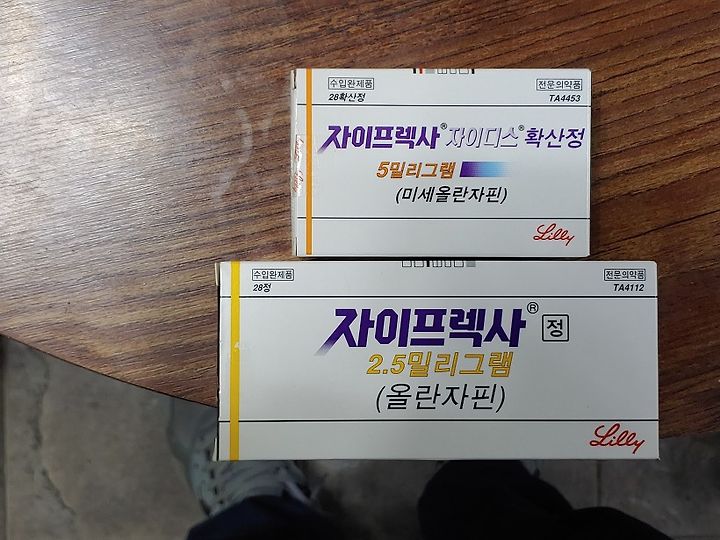 수입완제품 전문의약품
28확산정 TA4453
자이프렉사® 자이디스® 확산정
5밀리그램
(미세올란자핀)
Lilly
수입완제품 전문의약품
28정 TA4112
자이프렉사® 정
2.5밀리그램
(올란자핀)
Lilly